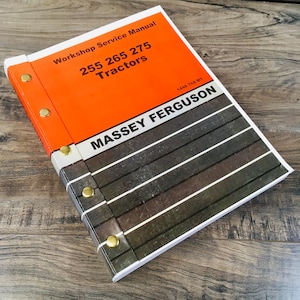 Workshop Service Manual
255 265 275
Tractors
MASSEY FERGUSON